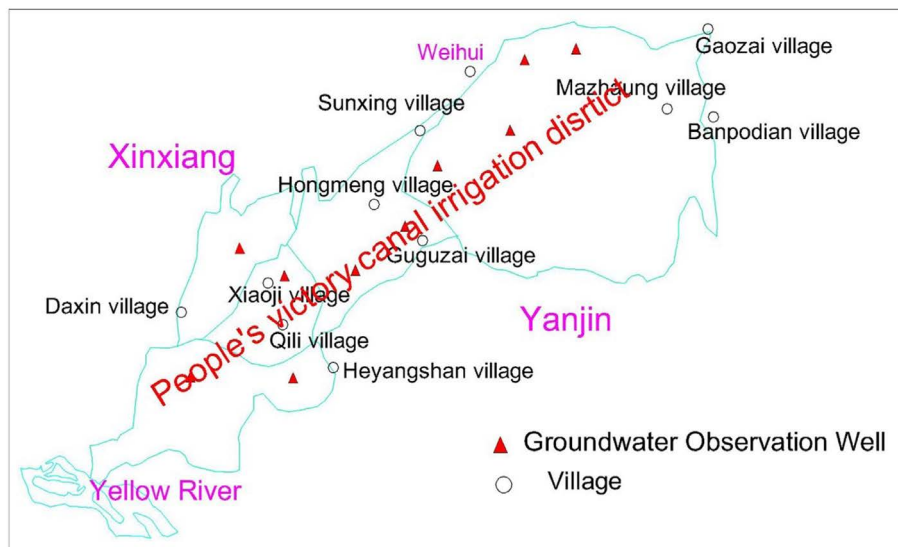 Gaozai village
Weihui
Mazhaung village
Sunxing village
Banpodian village
Xinxiang
Hongmeng village
People's victory canal irrigation disrtict
Guguzai village
Xiaoji village
Daxin village
Yanjin
Qili village
Heyangshan village
Groundwater Observation Well
Yellow River
Village